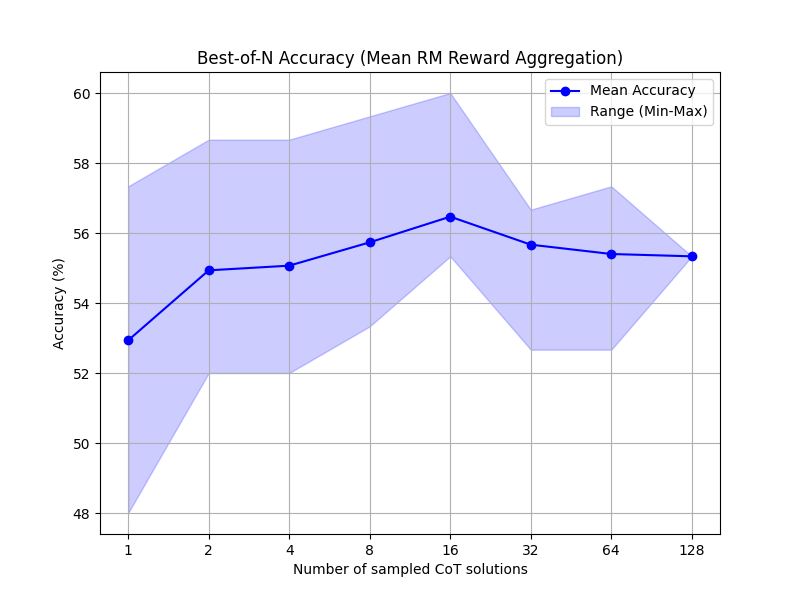 Best-of-N Accuracy (Mean RM Reward Aggregation)
Mean Accuracy
Range (Min-Max)
60
58
56
54
52
50
48
Accuracy (%)
1 2 4 8 16 32 64 128
Number of sampled CoT solutions